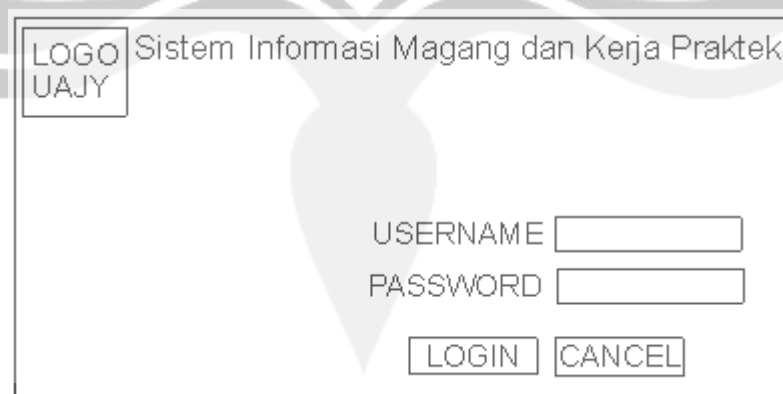 LOGO
UAJY
Sistem Informasi Magang dan Kerja Praktek
USERNAME
PASSWORD
LOGIN
CANCEL